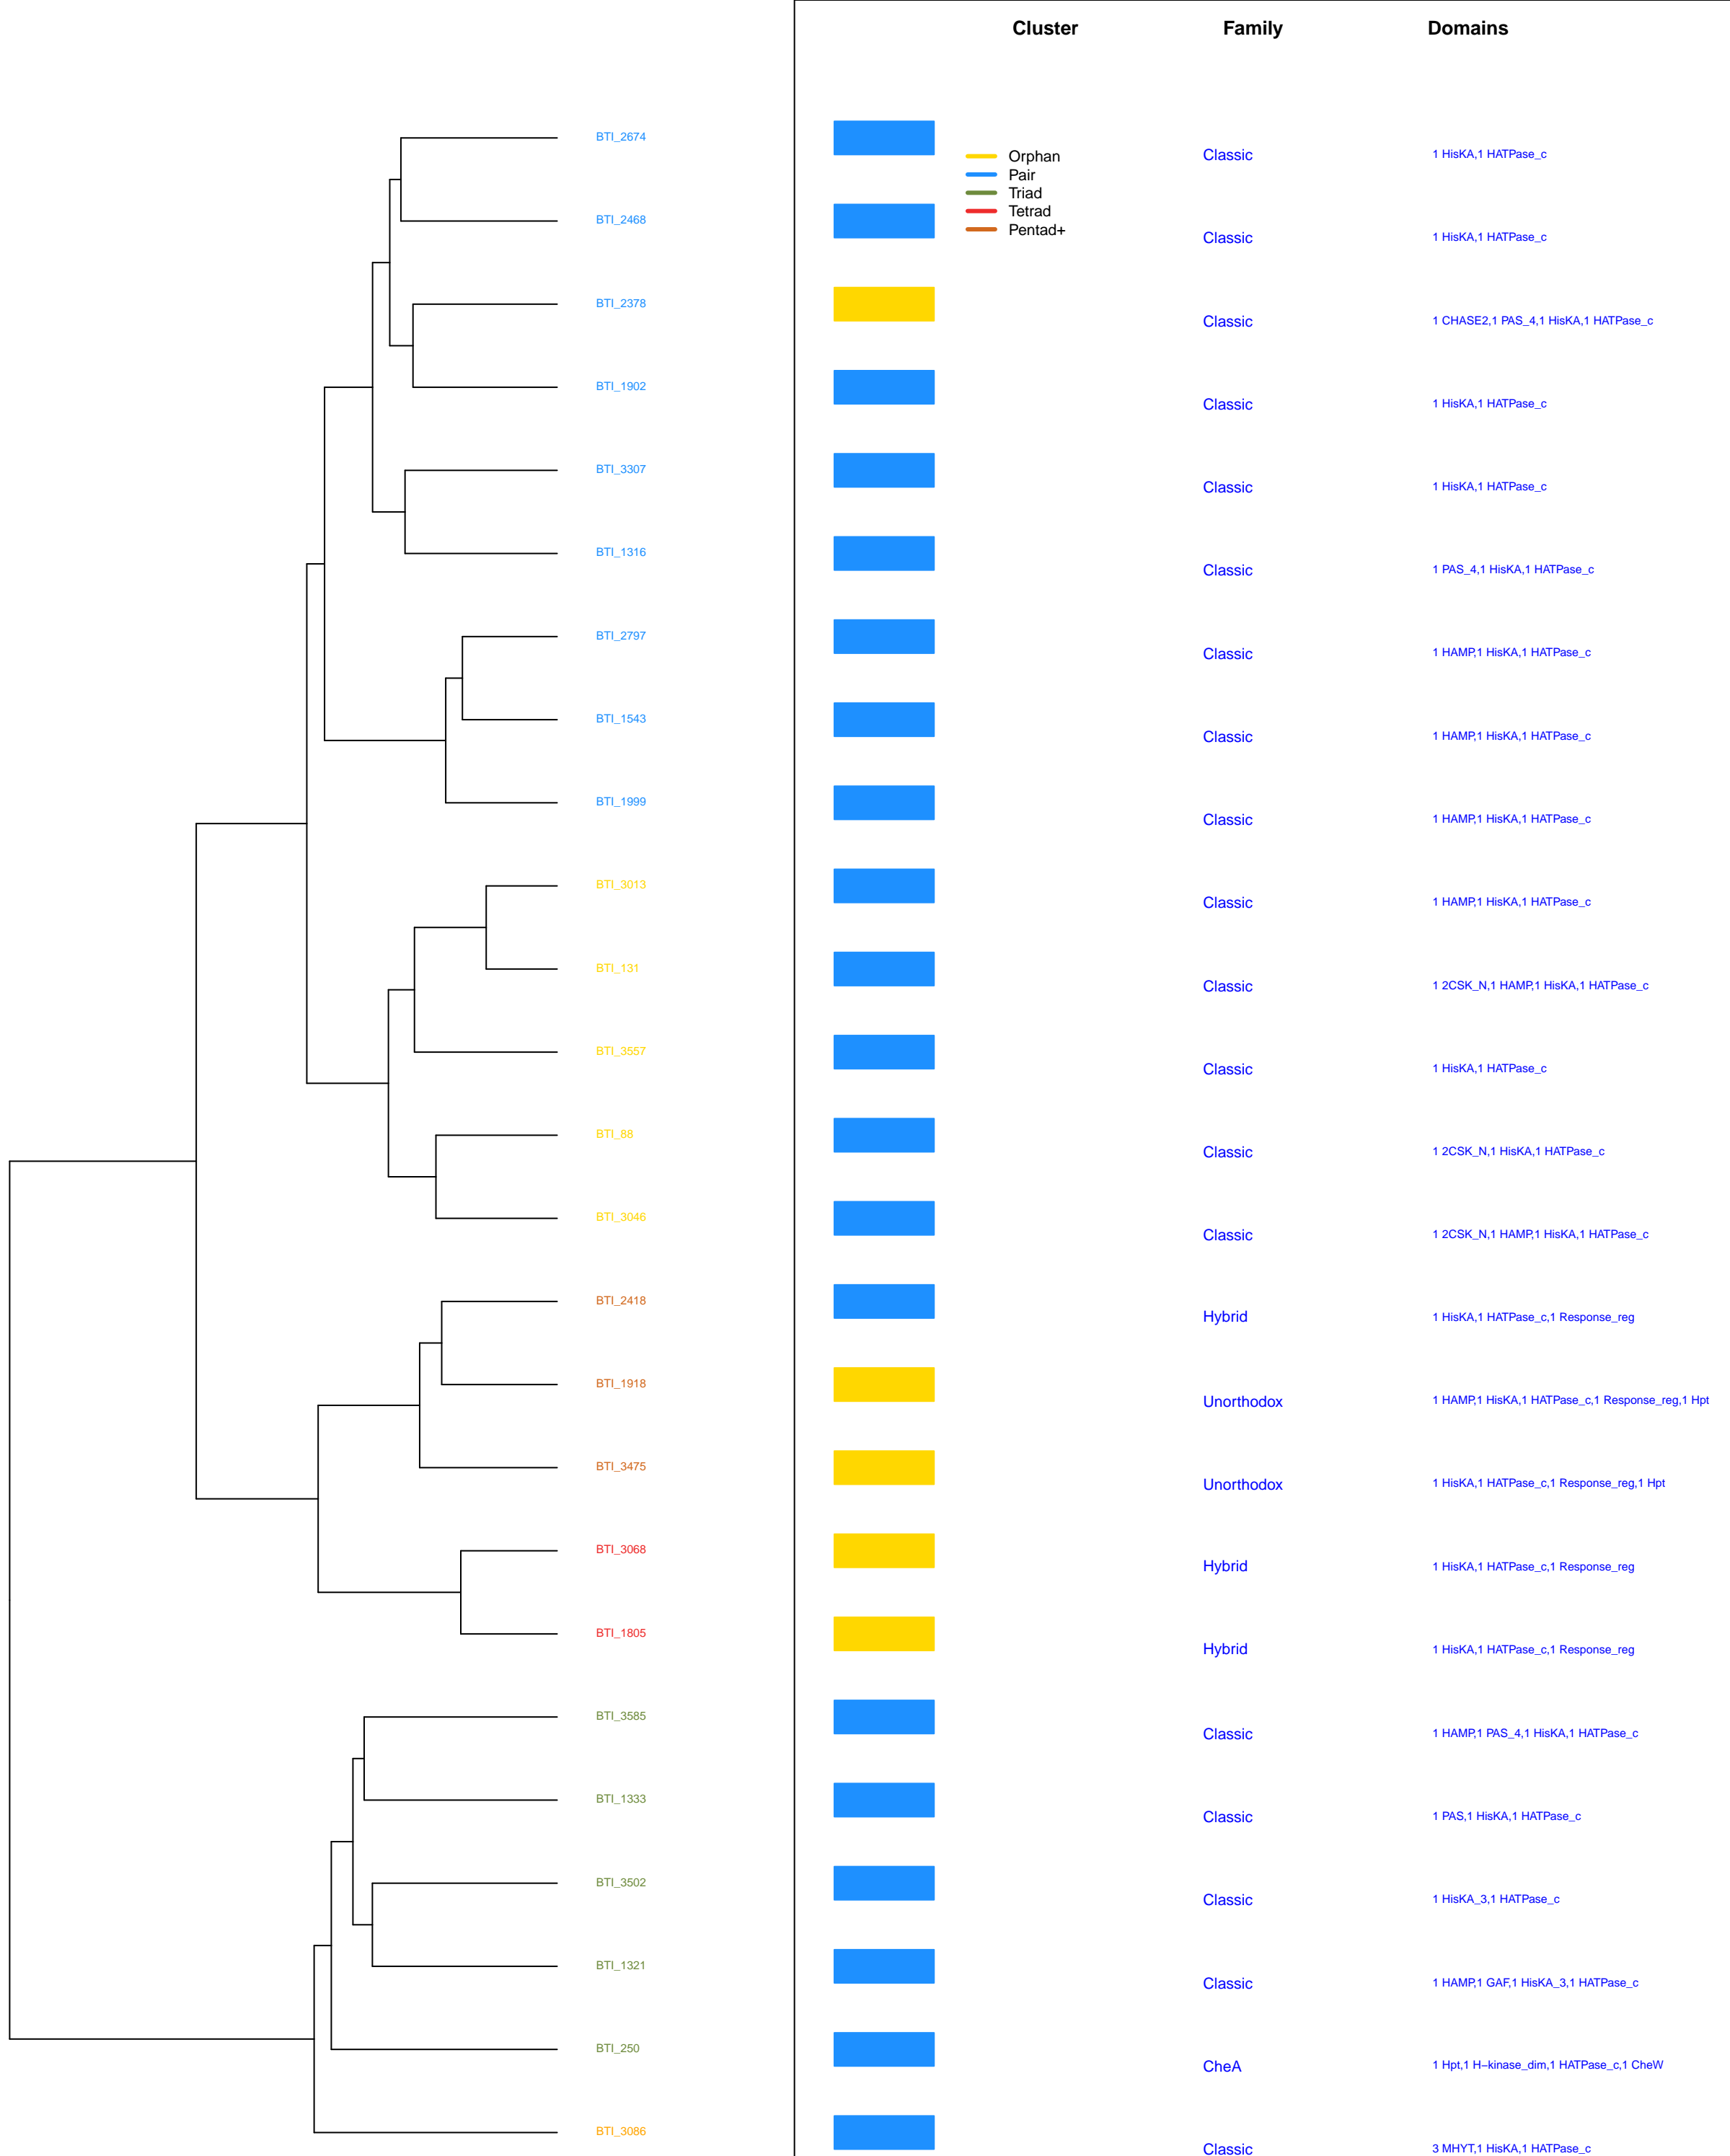 Cluster Family Domains
BTI_2674
Orphan
Classic 1 HisKA,1 HATPase_c
Pair
Triad
Tetrad
BTI_2468
Pentad+
Classic 1 HisKA,1 HATPase_c
BTI_2378
Classic 1 CHASE2,1 PAS_4,1 HisKA,1 HATPase_c
BTI_1902
Classic 1 HisKA,1 HATPase_c
BTI_3307
Classic 1 HisKA,1 HATPase_c
BTI_1316
Classic 1 PAS_4,1 HisKA,1 HATPase_c
BTI_2797
Classic 1 HAMP,1 HisKA,1 HATPase_c
BTI_1543
Classic 1 HAMP,1 HisKA,1 HATPase_c
BTI_1999
Classic 1 HAMP,1 HisKA,1 HATPase_c
BTI_3013
Classic 1 HAMP,1 HisKA,1 HATPase_c
BTI_131
Classic 1 2CSK_N,1 HAMP,1 HisKA,1 HATPase_c
BTI_3557
Classic 1 HisKA,1 HATPase_c
BTI_88
Classic 1 2CSK_N,1 HisKA,1 HATPase_c
BTI_3046
Classic 1 2CSK_N,1 HAMP,1 HisKA,1 HATPase_c
BTI_2418
Hybrid 1 HisKA,1 HATPase_c,1 Response_reg
BTI_1918
Unorthodox 1 HAMP,1 HisKA,1 HATPase_c,1 Response_reg,1 Hpt
BTI_3475
Unorthodox 1 HisKA,1 HATPase_c,1 Response_reg,1 Hpt
BTI_3068
Hybrid 1 HisKA,1 HATPase_c,1 Response_reg
BTI_1805
Hybrid 1 HisKA,1 HATPase_c,1 Response_reg
BTI_3585
Classic 1 HAMP,1 PAS_4,1 HisKA,1 HATPase_c
BTI_1333
Classic 1 PAS,1 HisKA,1 HATPase_c
BTI_3502
Classic 1 HisKA_3,1 HATPase_c
BTI_1321
Classic 1 HAMP,1 GAF,1 HisKA_3,1 HATPase_c
BTI_250
CheA 1 Hpt,1 H−kinase_dim,1 HATPase_c,1 CheW
BTI_3086
Classic 3 MHYT,1 HisKA,1 HATPase_c